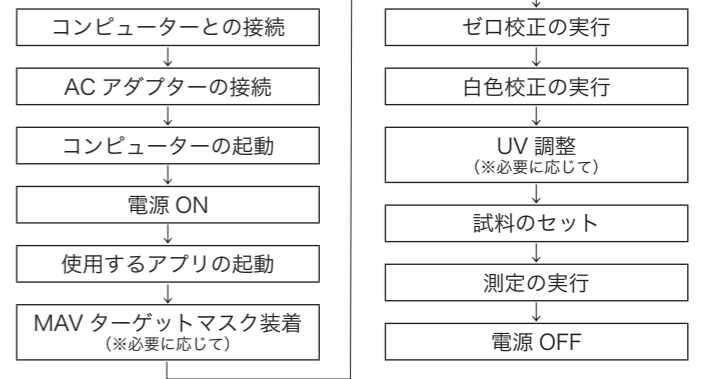 コンピューターとの接続
↓
AC アダプターの接続
↓
コンピューターの起動
↓
電源 ON
↓
使用するアプリの起動
↓
MAV ターゲットマスク装着
（※必要に応じて）
↓
ゼロ校正の実行
↓
白色校正の実行
↓
UV 調整
（※必要に応じて）
↓
試料のセット
↓
測定の実行
↓
電源 OFF